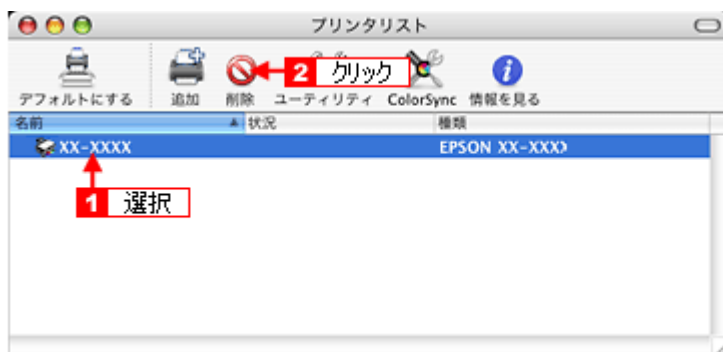 プリンタリスト
2 クリック
デフォルトにする 追加 削除 ユーティリティ ColorSync 情報を見る
名前 状況 種類
XX-XXXX EPSON XX-XXX
1 選択